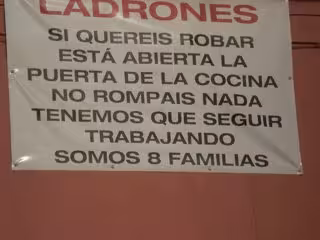 LADRONES
SI QUEREIS ROBAR
ESTÁ ABIERTA LA
PUERTA DE LA COCINA
NO ROMPAIS NADA
TENEMOS QUE SEGUIR
TRABAJANDO
SOMOS 8 FAMILIAS